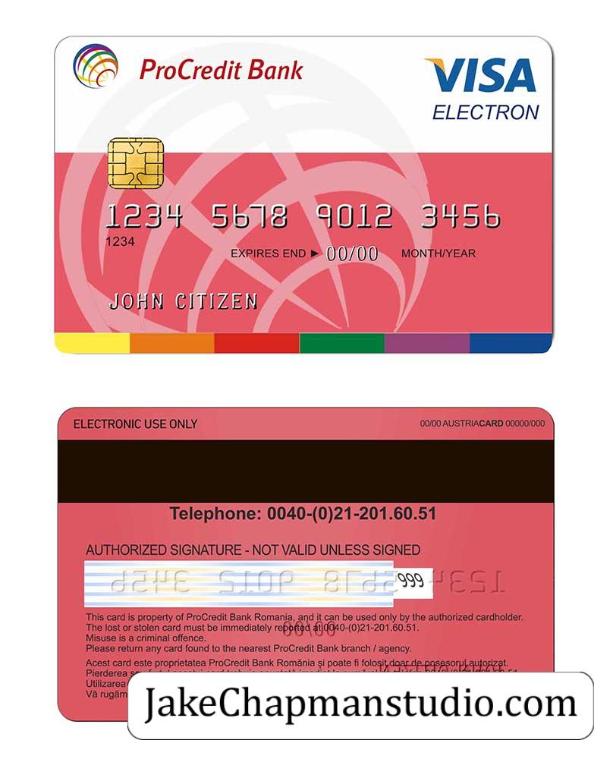 ProCredit Bank
VISA
ELECTRON
1234 5678 9012 3456
1234
EXPIRES END ► 00/00 MONTH/YEAR
JOHN CITIZEN
ELECTRONIC USE ONLY
00/00 AUSTRIACARD 00000/000
Telephone: 0040-(0)21-201.60.51
AUTHORIZED SIGNATURE - NOT VALID UNLESS SIGNED
999
This card is property of ProCredit Bank Romania, and it can be used only by the authorized cardholder.
The lost or stolen card must be immediately reported at 0040-(0)21-201.60.51.
Misuse is a criminal offence.
Please return any card found to the nearest ProCredit Bank branch / agency.
Acest card este proprietatea ProCredit Bank România și poate fi folosit doar de posesorul autorizat.
Pierderea
Utilizarea
Vă rugăm
JakeChapmanstudio.com